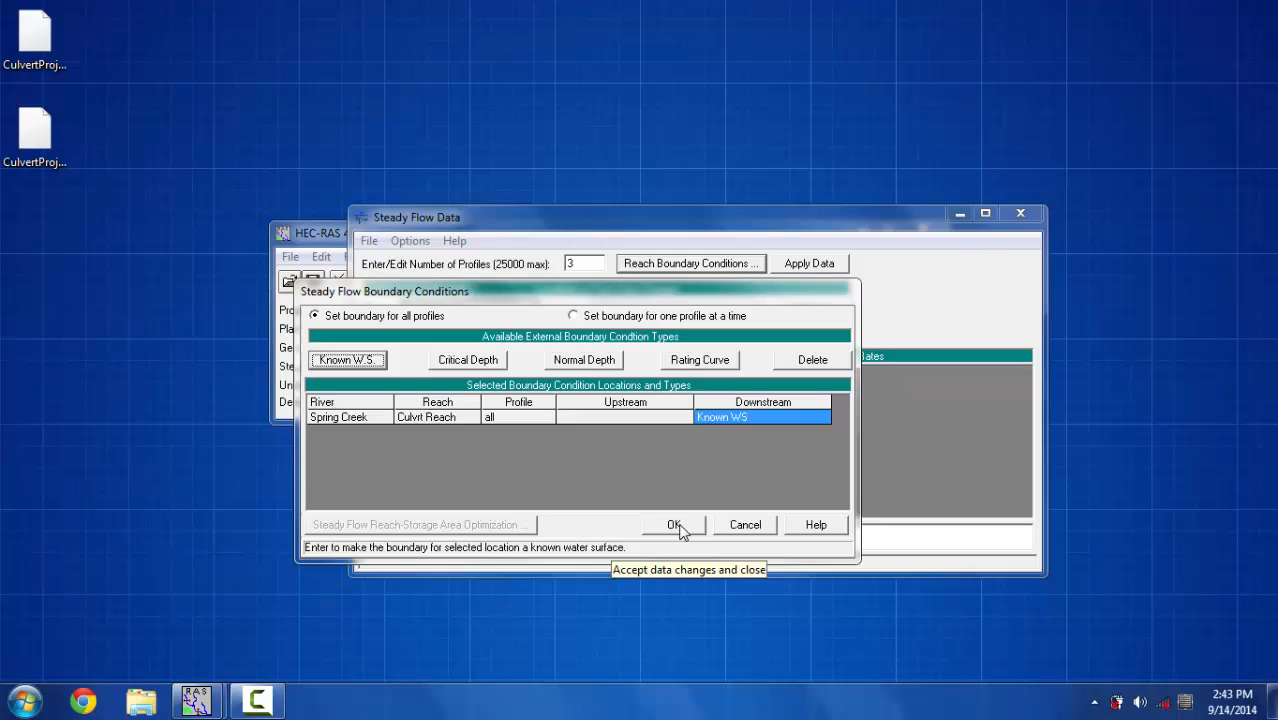 CulvertProj...
CulvertProj...
Steady Flow Data
File Options Help
Enter/Edit Number of Profiles (25000 max): 3 Reach Boundary Conditions ... Apply Data
HEC-RAS
File Edit
Steady Flow Boundary Conditions
Set boundary for all profiles Set boundary for one profile at a time
Available External Boundary Condtion Types
Known W.S. Critical Depth Normal Depth Rating Curve Delete
Selected Boundary Condition Locations and Types
River Reach Profile Upstream Downstream
Spring Creek Culvrt Reach all Known WS
Steady Flow Reach-Storage Area Optimization ... OK Cancel Help
Enter to make the boundary for selected location a known water surface.
Accept data changes and close
RAS
2:43 PM
9/14/2014